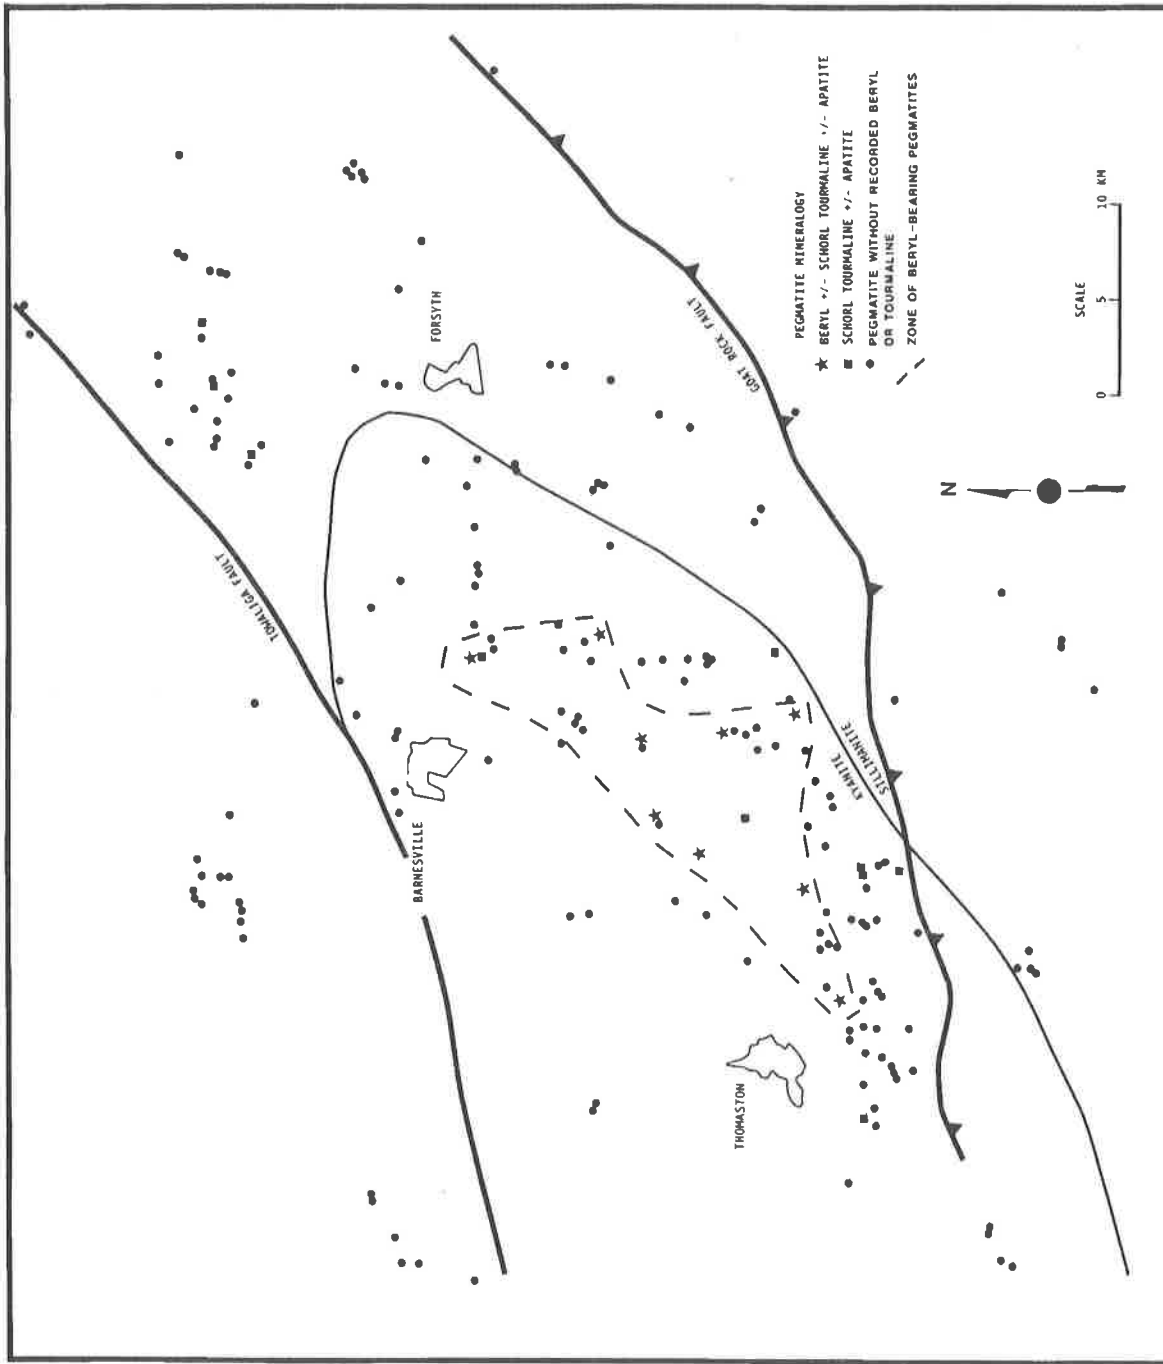 TOWALIGA FAULT
FORSYTH
GOAT ROCK FAULT
BARNESVILLE
THOMASTON
KYANITE
SILLIMANITE
PEGMATITE MINERALOGY
BERYL +/- SCHORL TOURMALINE +/- APATITE
SCHORL TOURMALINE +/- APATITE
PEGMATITE WITHOUT RECORDED BERYL
OR TOURMALINE
ZONE OF BERYL-BEARING PEGMATITES
SCALE
0 5 10 KM
N